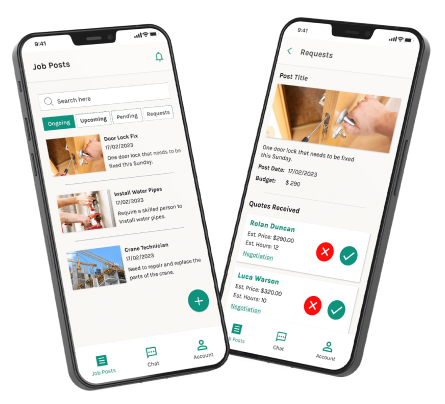 9:41
Job Posts
Search here
Ongoing
Upcoming
Pending
Requests
Door Lock Fix
17/02/2023
One door lock that needs to be
fixed this Sunday.
Install Water Pipes
17/02/2023
Require a skilled person to
install water pipes.
Crane Technician
17/02/2023
Need to repair and replace the
parts of the crane.
+
Job Posts
Chat
Account
9:41
Requests
Post Title
One door lock that needs to be fixed
this Sunday.
Post Date: 17/02/2023
Budget: $ 290
Quotes Received
Rolan Duncan
Est. Price: $290.00
Est. Hours: 12
Negotiation
Luca Warson
Est. Price: $320.00
Est. Hours: 10
Negotiation
Job Posts
Chat
Account